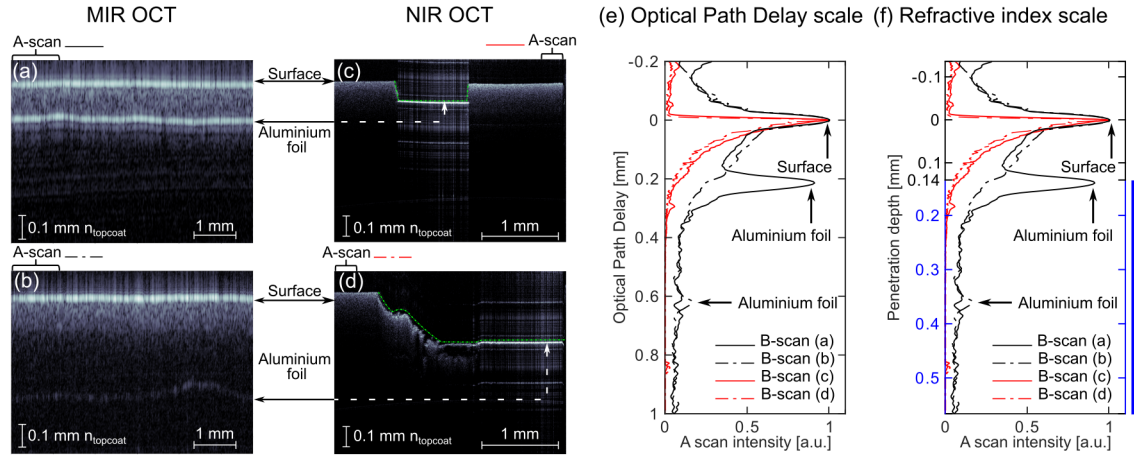 MIR OCT
NIR OCT
A-scan
A-scan
(a)
Surface
(c)
Aluminium
foil
0.1 mm n_topcoat
1 mm
0.1 mm n_topcoat
1 mm
A-scan
A-scan
(b)
Surface
(d)
Aluminium
foil
0.1 mm n_topcoat
1 mm
0.1 mm n_topcoat
1 mm
(e) Optical Path Delay scale
-0.2
0
0.2
0.4
0.6
0.8
1
Optical Path Delay [mm]
Surface
Aluminium foil
Aluminium foil
B-scan (a)
B-scan (b)
B-scan (c)
B-scan (d)
0
0.5
1
A scan intensity [a.u.]
(f) Refractive index scale
-0.1
0
0.1
0.14
0.2
0.3
0.4
0.5
Penetration depth [mm]
Surface
Aluminium foil
Aluminium foil
B-scan (a)
B-scan (b)
B-scan (c)
B-scan (d)
0
0.5
1
A scan intensity [a.u.]